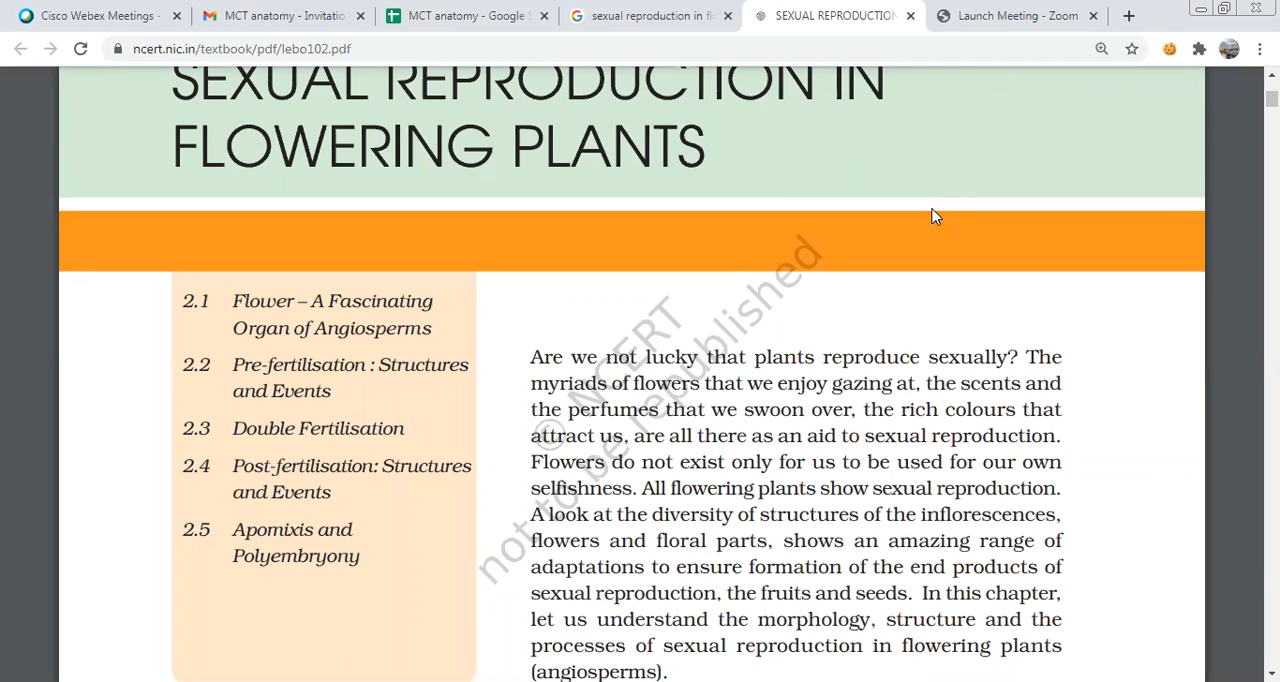 Cisco Webex Meetings -
MCT anatomy - Invitatio
MCT anatomy - Google
sexual reproduction in fl
SEXUAL REPRODUCTION
Launch Meeting - Zoom
ncert.nic.in/textbook/pdf/lebo102.pdf
SEXUAL REPRODUCTION IN
FLOWERING PLANTS
2.1 Flower – A Fascinating
Organ of Angiosperms
2.2 Pre-fertilisation : Structures
and Events
2.3 Double Fertilisation
2.4 Post-fertilisation: Structures
and Events
2.5 Apomixis and
Polyembryony
Are we not lucky that plants reproduce sexually? The
myriads of flowers that we enjoy gazing at, the scents and
the perfumes that we swoon over, the rich colours that
attract us, are all there as an aid to sexual reproduction.
Flowers do not exist only for us to be used for our own
selfishness. All flowering plants show sexual reproduction.
A look at the diversity of structures of the inflorescences,
flowers and floral parts, shows an amazing range of
adaptations to ensure formation of the end products of
sexual reproduction, the fruits and seeds. In this chapter,
let us understand the morphology, structure and the
processes of sexual reproduction in flowering plants
(angiosperms).
© NCERT
not to be republished